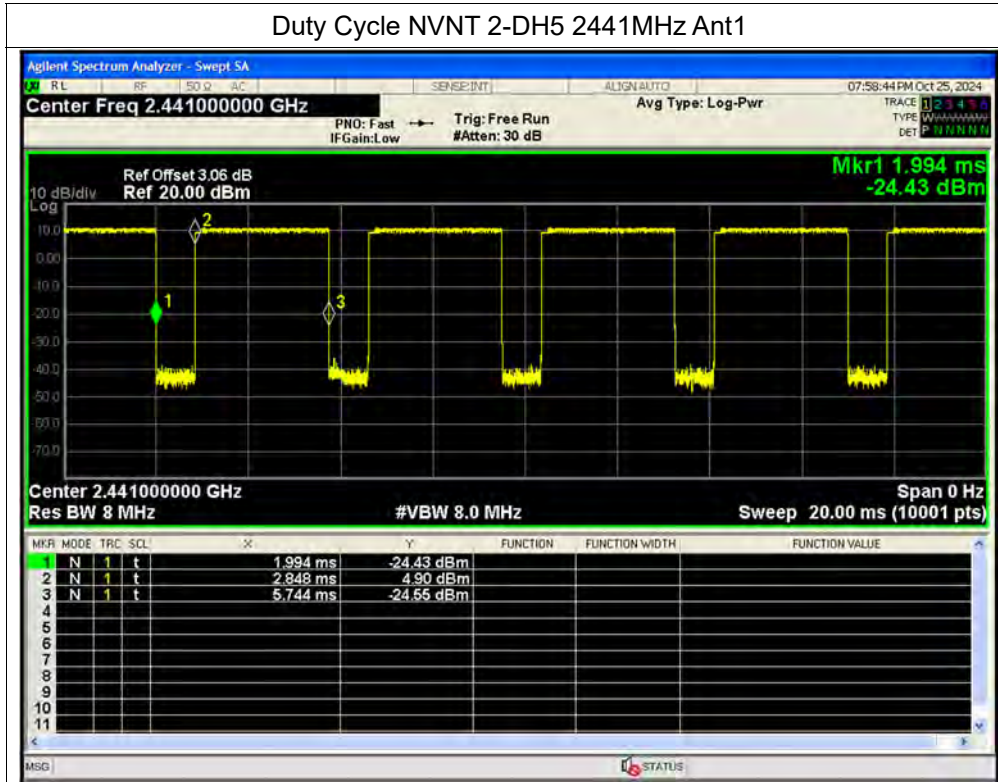 Duty Cycle NVNT 2-DH5 2441MHz Ant1
Agilent Spectrum Analyzer - Swept SA
RL RF 50 Ω AC SENSE:INT ALIGN AUTO 07:58:44 PM Oct 25, 2024
Center Freq 2.441000000 GHz Avg Type: Log-Pwr TRACE 1 2 3 4 5 6
PNO: Fast Trig: Free Run TYPE WWWWWW
IFGain:Low #Atten: 30 dB DET P N N N N N
Mkr1 1.994 ms
-24.43 dBm
Ref Offset 3.06 dB
10 dB/div Ref 20.00 dBm
Log
10.0
0.00
-10.0
-20.0
-30.0
-40.0
-50.0
-60.0
-70.0
1
2
3
Center 2.441000000 GHz Span 0 Hz
Res BW 8 MHz #VBW 8.0 MHz Sweep 20.00 ms (10001 pts)
MKR MODE TRC SCL X Y FUNCTION FUNCTION WIDTH FUNCTION VALUE
1 N 1 t 1.994 ms -24.43 dBm
2 N 1 t 2.848 ms 4.90 dBm
3 N 1 t 5.744 ms -24.55 dBm
4
5
6
7
8
9
10
11
MSG STATUS